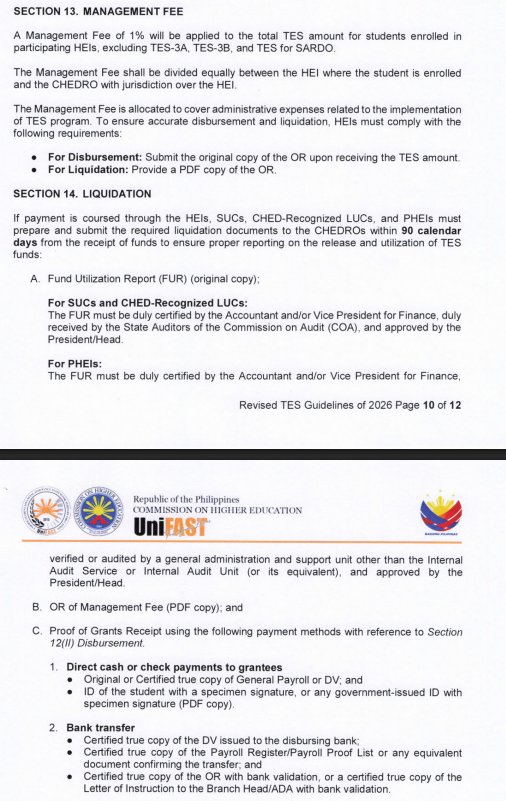 SECTION 13. MANAGEMENT FEE
A Management Fee of 1% will be applied to the total TES amount for students enrolled in
participating HEIs, excluding TES-3A, TES-3B, and TES for SARDO.
The Management Fee shall be divided equally between the HEI where the student is enrolled
and the CHEDRO with jurisdiction over the HEI.
The Management Fee is allocated to cover administrative expenses related to the implementation
of TES program. To ensure accurate disbursement and liquidation, HEIs must comply with the
following requirements:
• For Disbursement: Submit the original copy of the OR upon receiving the TES amount.
• For Liquidation: Provide a PDF copy of the OR.
SECTION 14. LIQUIDATION
If payment is coursed through the HEIs, SUCs, CHED-Recognized LUCs, and PHEIs must
prepare and submit the required liquidation documents to the CHEDROs within 90 calendar
days from the receipt of funds to ensure proper reporting on the release and utilization of TES
funds:
A. Fund Utilization Report (FUR) (original copy);
For SUCs and CHED-Recognized LUCs:
The FUR must be duly certified by the Accountant and/or Vice President for Finance, duly
received by the State Auditors of the Commission on Audit (COA), and approved by the
President/Head.
For PHEIs:
The FUR must be duly certified by the Accountant and/or Vice President for Finance,
Revised TES Guidelines of 2026 Page 10 of 12
Republic of the Philippines
COMMISSION ON HIGHER EDUCATION
UniFAST
verified or audited by a general administration and support unit other than the Internal
Audit Service or Internal Audit Unit (or its equivalent), and approved by the
President/Head.
B. OR of Management Fee (PDF copy); and
C. Proof of Grants Receipt using the following payment methods with reference to Section
12(II) Disbursement.
1. Direct cash or check payments to grantees
• Original or Certified true copy of General Payroll or DV; and
• ID of the student with a specimen signature, or any government-issued ID with
specimen signature (PDF copy).
2. Bank transfer
• Certified true copy of the DV issued to the disbursing bank;
• Certified true copy of the Payroll Register/Payroll Proof List or any equivalent
document confirming the transfer; and
• Certified true copy of the OR with bank validation, or a certified true copy of the
Letter of Instruction to the Branch Head/ADA with bank validation.